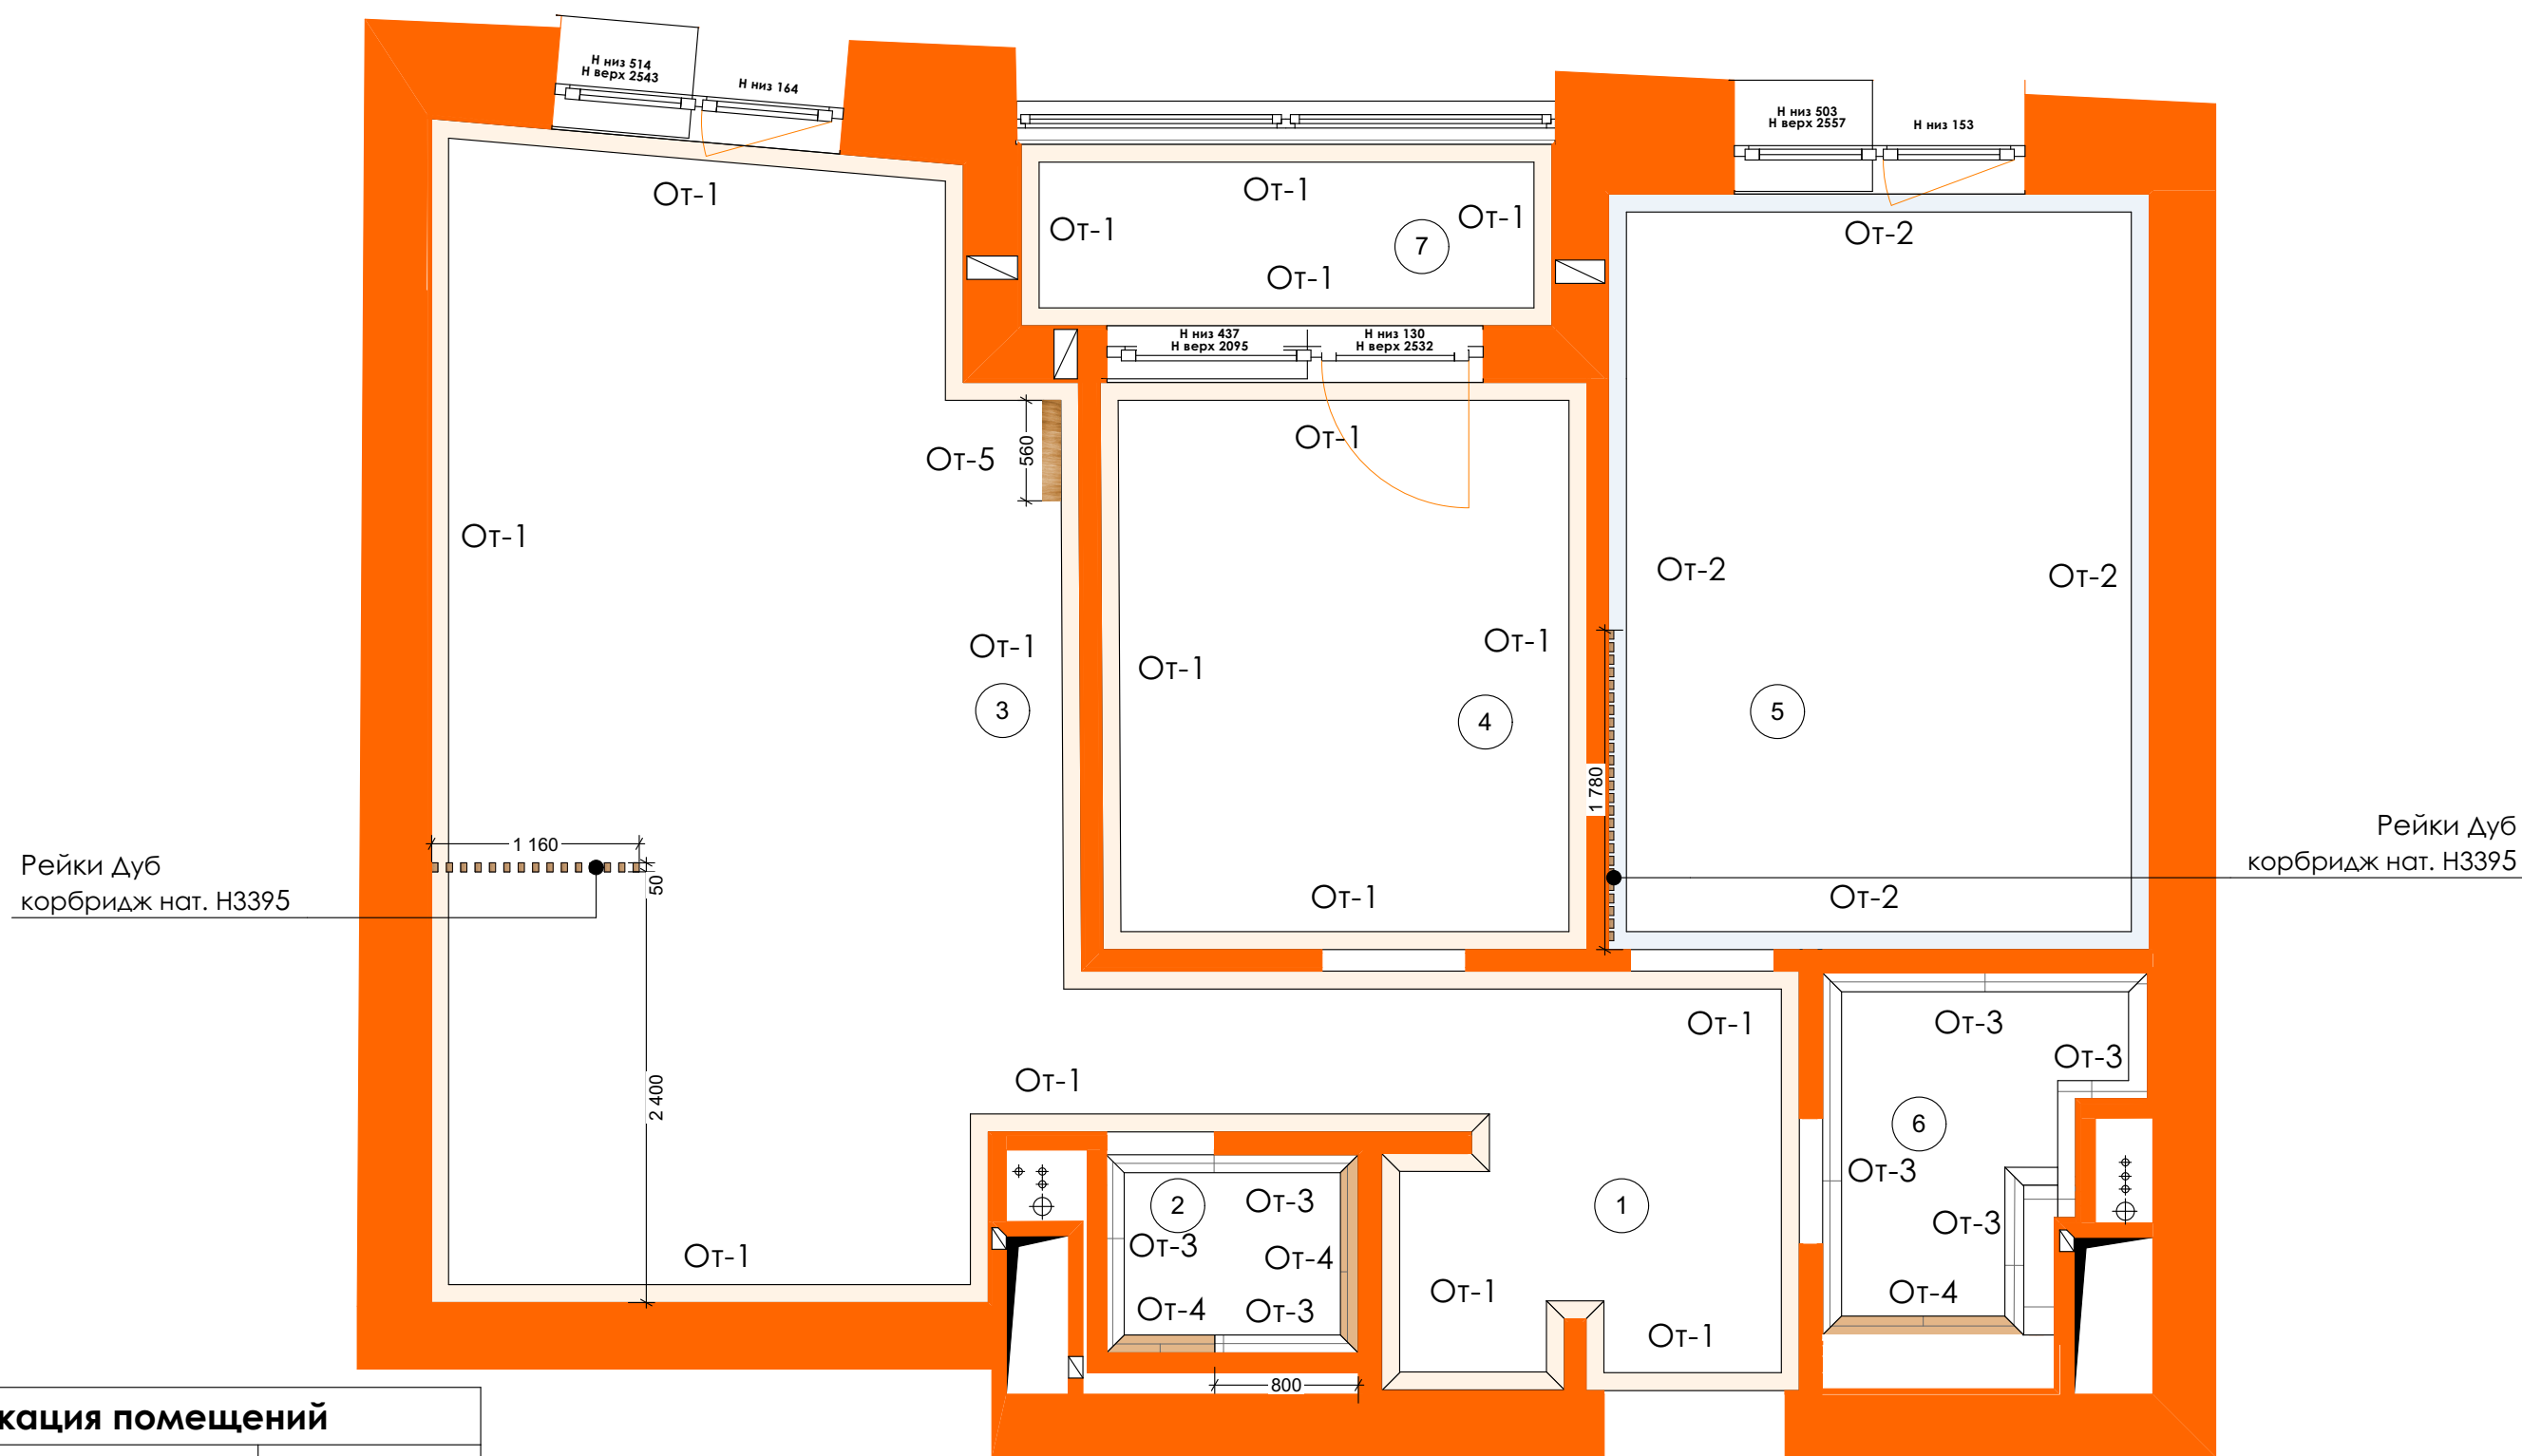 Н низ 514
Н верх 2543
Н низ 164
Н низ 503
Н верх 2557
Н низ 153
От-1
От-1
От-1
От-1
От-1
7
От-2
Н низ 437
Н верх 2095
Н низ 130
Н верх 2532
От-5
560
От-1
От-1
От-2
От-2
От-1
От-1
От-1
От-1
3
4
5
1 780
1 160
50
Рейки Дуб
корбридж нат. H3395
Рейки Дуб
корбридж нат. H3395
От-1
От-2
От-1
От-3
От-3
От-1
2 400
6
От-3
2
От-3
1
От-3
От-3
От-4
От-1
От-1
От-4
От-3
От-4
От-1
800
кация помещений